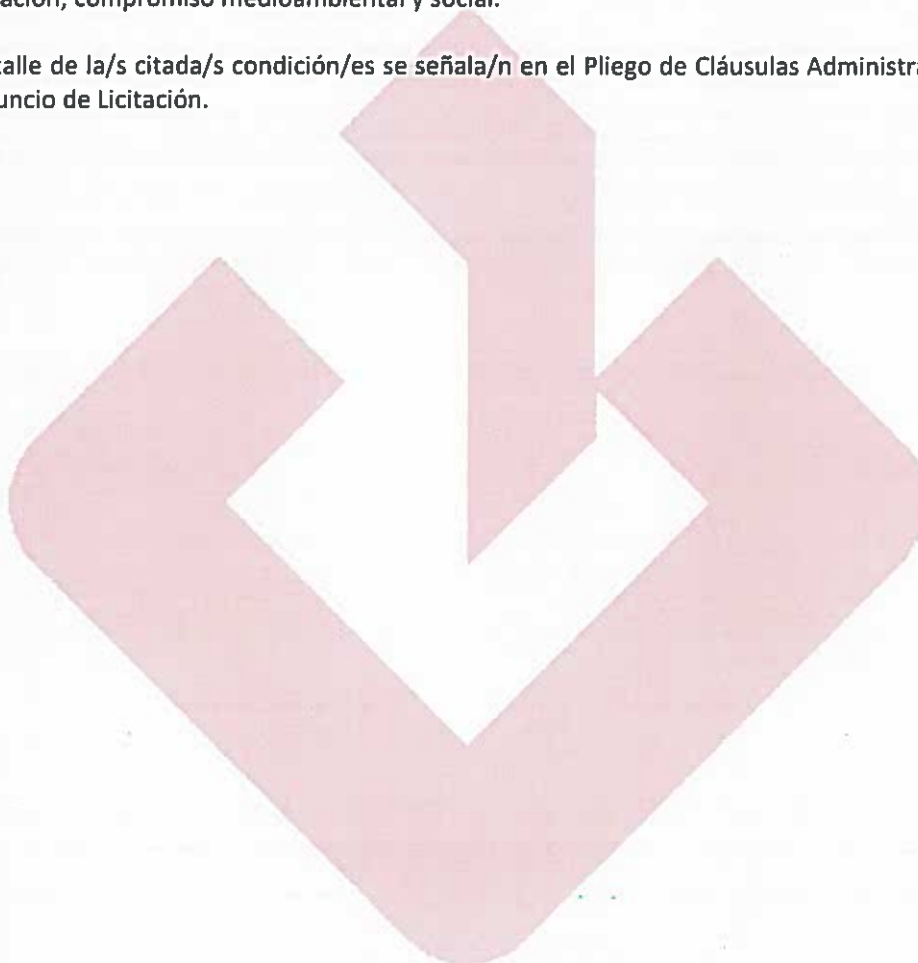 ación, compromiso medioambiental y social.
talle de la/s citada/s condición/es se señala/n en el Pliego de Cláusulas Administra
uncio de Licitación.